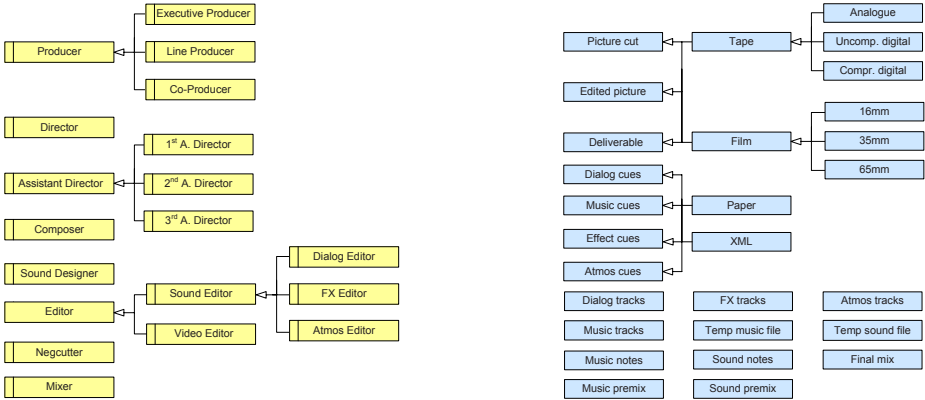 Executive Producer
Producer
Line Producer
Co-Producer
Director
1st A. Director
Assistant Director
2nd A. Director
3rd A. Director
Composer
Sound Designer
Dialog Editor
Sound Editor
FX Editor
Editor
Video Editor
Atmos Editor
Negcutter
Mixer
Analogue
Picture cut
Tape
Uncomp. digital
Compr. digital
Edited picture
16mm
Deliverable
Film
35mm
65mm
Dialog cues
Music cues
Paper
Effect cues
XML
Atmos cues
Dialog tracks
FX tracks
Atmos tracks
Music tracks
Temp music file
Temp sound file
Music notes
Sound notes
Final mix
Music premix
Sound premix